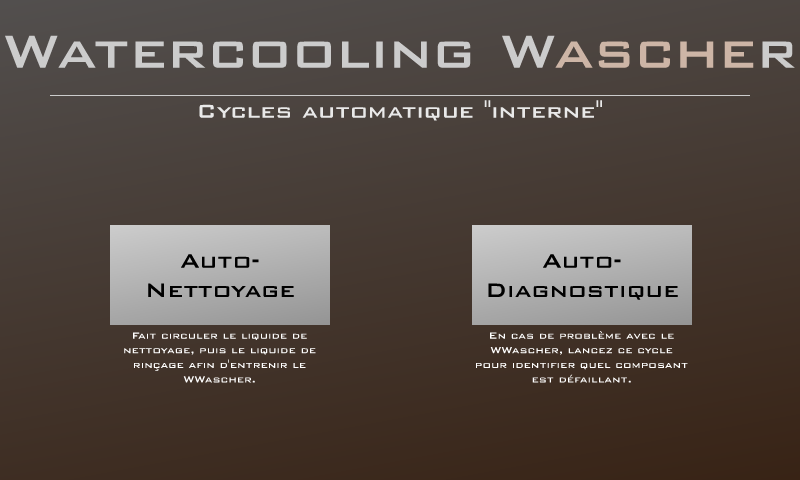 Watercooling Wascher
Cycles automatique "interne"
Auto-
Nettoyage
Auto-
Diagnostique
Fait circuler le liquide de
nettoyage, puis le liquide de
rinçage afin d'entrenir le
WWascher.
En cas de problème avec le
WWascher, lancez ce cycle
pour identifier quel composant
est défaillant.